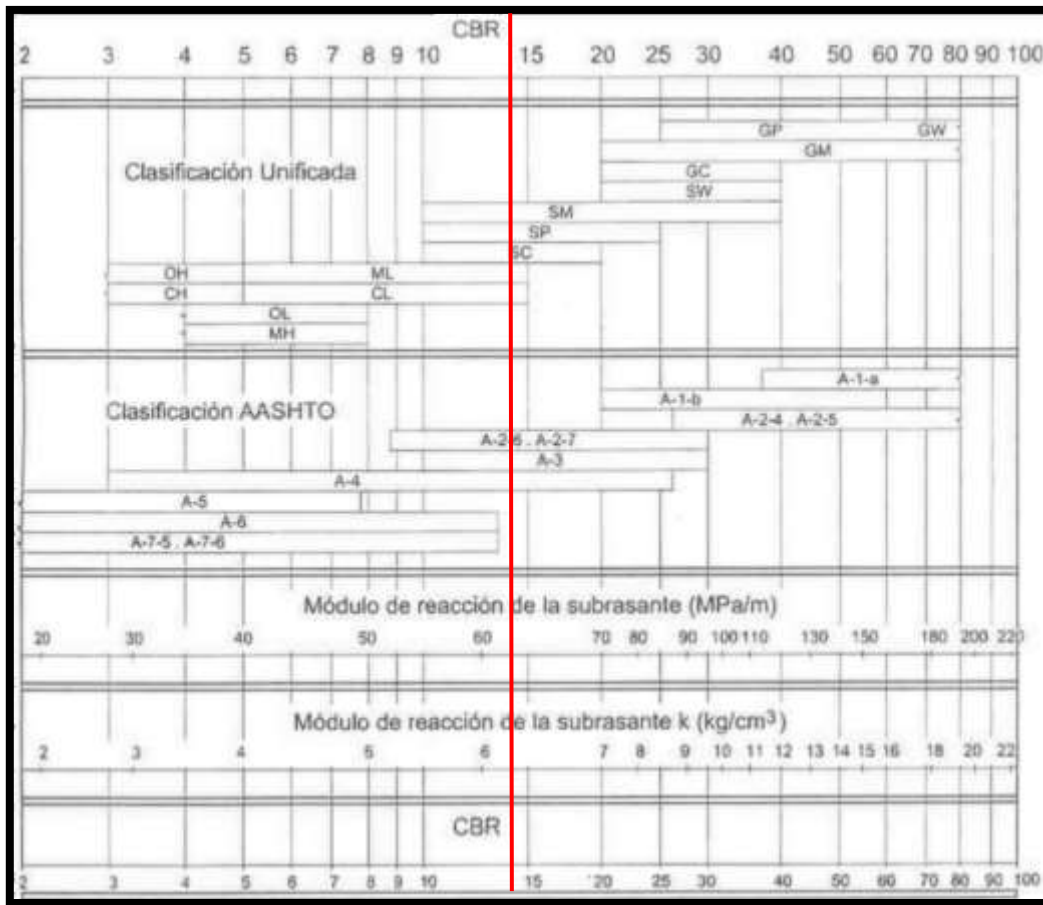 CBR
2 3 4 5 6 7 8 9 10 15 20 25 30 40 50 60 70 80 100
GP GW
GM
Clasificación Unificada
GC
SW
SM
SP
SC
OH ML
CH CL
OL
MH
A-1-a
Clasificación AASHTO
A-1-b
A-2-4 . A-2-5
A-2-6 . A-2-7
A-3
A-4
A-5
A-6
A-7-5 . A-7-6
Módulo de reacción de la subrasante (MPa/m)
20 30 40 50 60 70 80 90 100 110 130 150 180 200 220
Módulo de reacción de la subrasante k (kg/cm³)
2 3 4 5 6 7 8 9 10 11 12 13 14 15 16 18 20 22
CBR
2 3 4 5 6 7 8 9 10 15 20 25 30 40 50 60 70 80 90 100